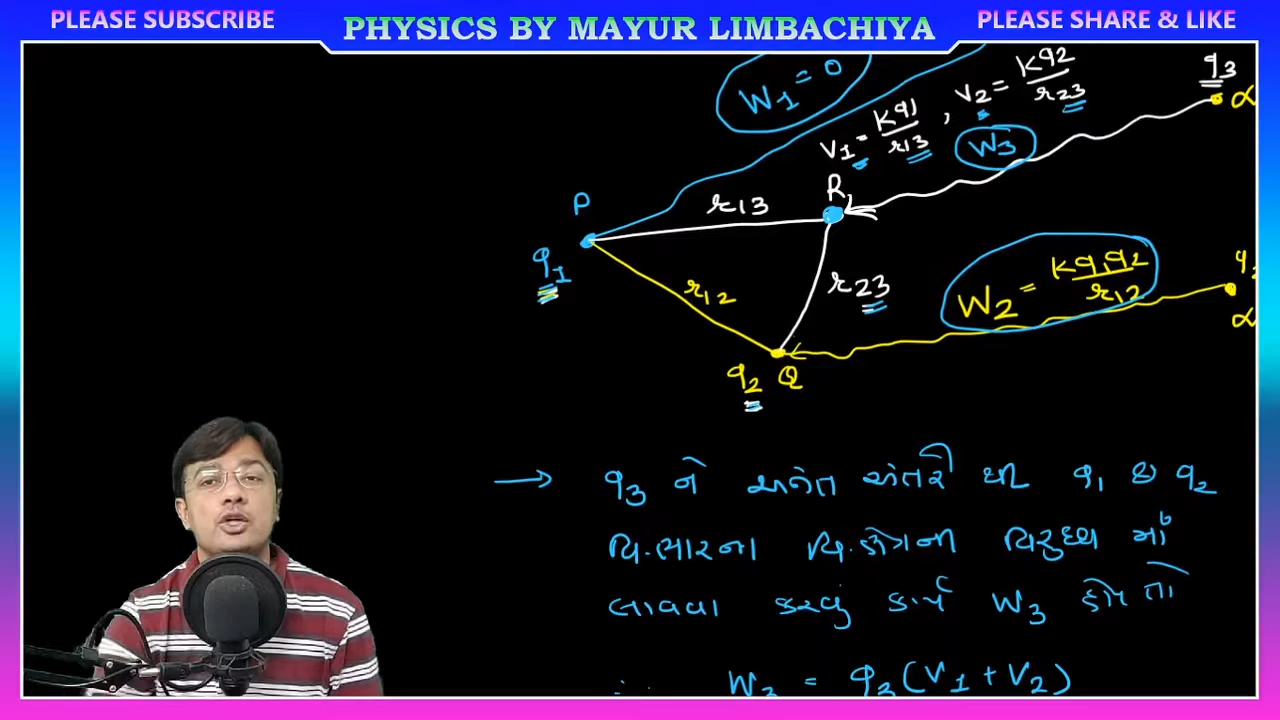 PLEASE SUBSCRIBE
PHYSICS BY MAYUR LIMBACHIYA
PLEASE SHARE & LIKE
W₁ = 0
V₁ = Kq₁/r₁₃ , V₂ = Kq₂/r₂₃
q₃
α
W₃
P
R
r₁₃
q₁
r₁₂
r₂₃
W₂ = Kq₁q₂/r₁₂
α
q₂ Q
→ q₃ ને અનંત અંતરે થી q₁ છ q₂
વિ.ભારના વિ.ક્ષેત્રની વિરુદ્ધ માં
લાવવા કરવું કાર્ય W₃ હોય તો
∴ W₃ = q₃(V₁ + V₂)